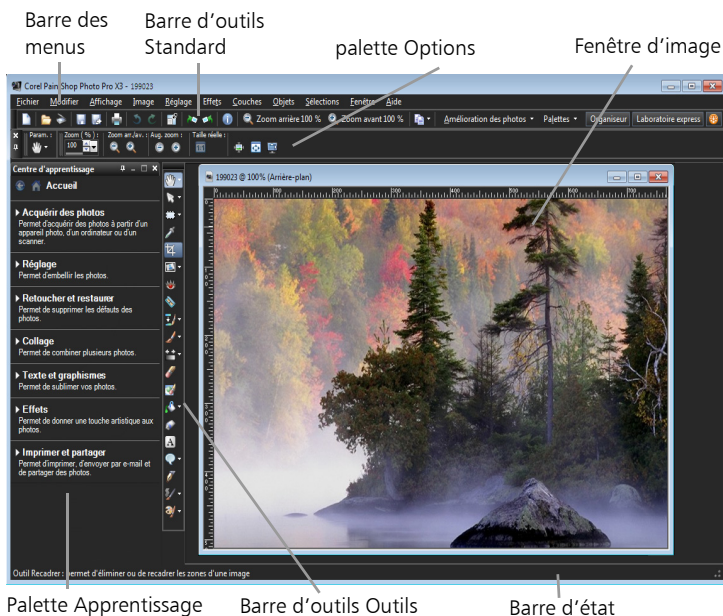 Barre des
menus
Barre d'outils
Standard
palette Options
Fenêtre d'image
Corel Pain Shop Photo Pro X3 - 199023
Fichier Modifier Affichage Image Réglage Effets Couches Objets Sélections Fenêtre Aide
Zoom arrière 100 % Zoom avant 100 % Amélioration des photos Palettes Organiseur Laboratoire express
Param. : Zoom ( % ) : Zoom arr./av. : Aug. zoom : Taille réelle :
100
Centre d'apprentissage
Accueil
199023 @ 100% (Arrière-plan)
Acquérir des photos
Permet d'acquérir des photos à partir d'un
appareil photo, d'un ordinateur ou d'un
scanner.
Réglage
Permet d'embellir les photos.
Retoucher et restaurer
Permet de supprimer les défauts des
photos.
Collage
Permet de combiner plusieurs photos.
Texte et graphismes
Permet de sublimer vos photos.
Effets
Permet de donner une touche artistique aux
photos.
Imprimer et partager
Permet d'imprimer, d'envoyer par e-mail et
de partager des photos.
Outil Recadrer : permet d'éliminer ou de recadrer les zones d'une image
Palette Apprentissage
Barre d'outils Outils
Barre d'état